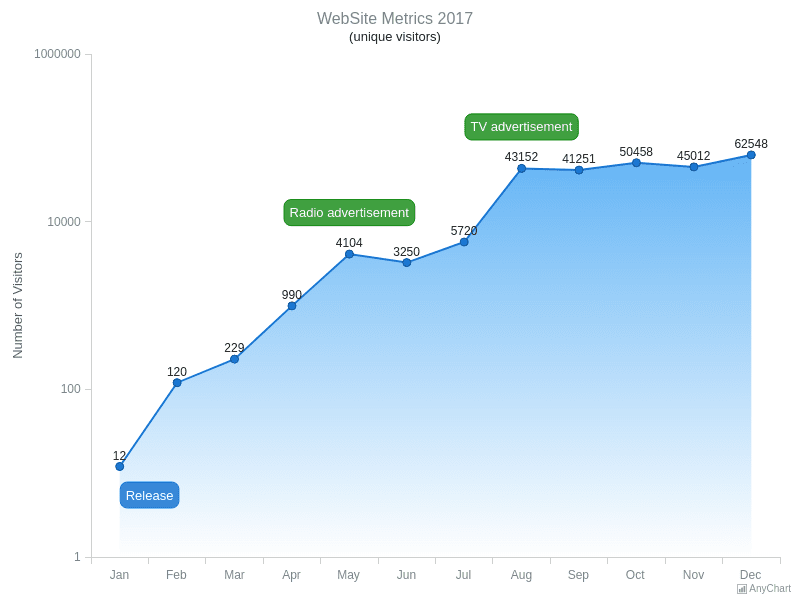 WebSite Metrics 2017
(unique visitors)
Number of Visitors
1000000
10000
100
1
12
120
229
990
4104
3250
5720
43152
41251
50458
45012
62548
Release
Radio advertisement
TV advertisement
Jan Feb Mar Apr May Jun Jul Aug Sep Oct Nov Dec
AnyChart